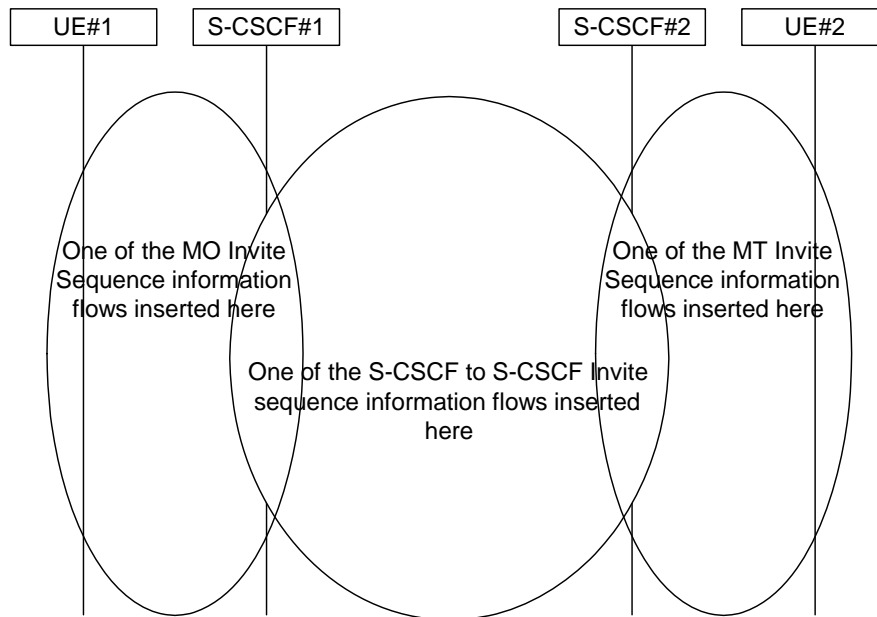 UE#1
S-CSCF#1
S-CSCF#2
UE#2
One of the MO Invite
Sequence information
flows inserted here
One of the MT Invite
Sequence information
flows inserted here
One of the S-CSCF to S-CSCF Invite
sequence information flows inserted
here